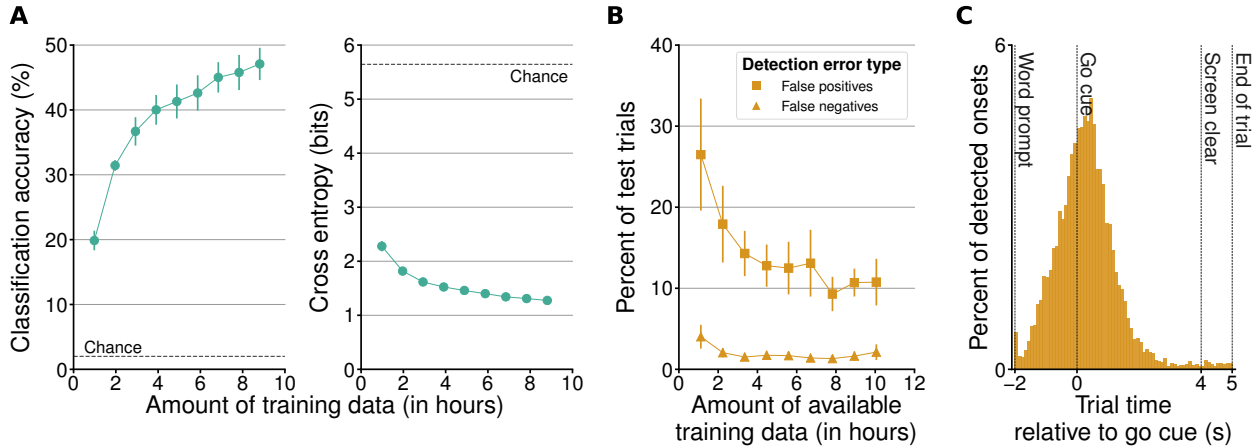 A
Classification accuracy (%)
50
40
30
20
10
0
Chance
0 2 4 6 8 10
Cross entropy (bits)
6
5
4
3
2
1
0
Chance
0 2 4 6 8 10
Amount of training data (in hours)
B
Percent of test trials
40
30
20
10
0
Detection error type
False positives
False negatives
0 2 4 6 8 10 12
Amount of available
training data (in hours)
C
Percent of detected onsets
6
0
Word prompt
Go cue
Screen clear
End of trial
−2 0 4 5
Trial time
relative to go cue (s)